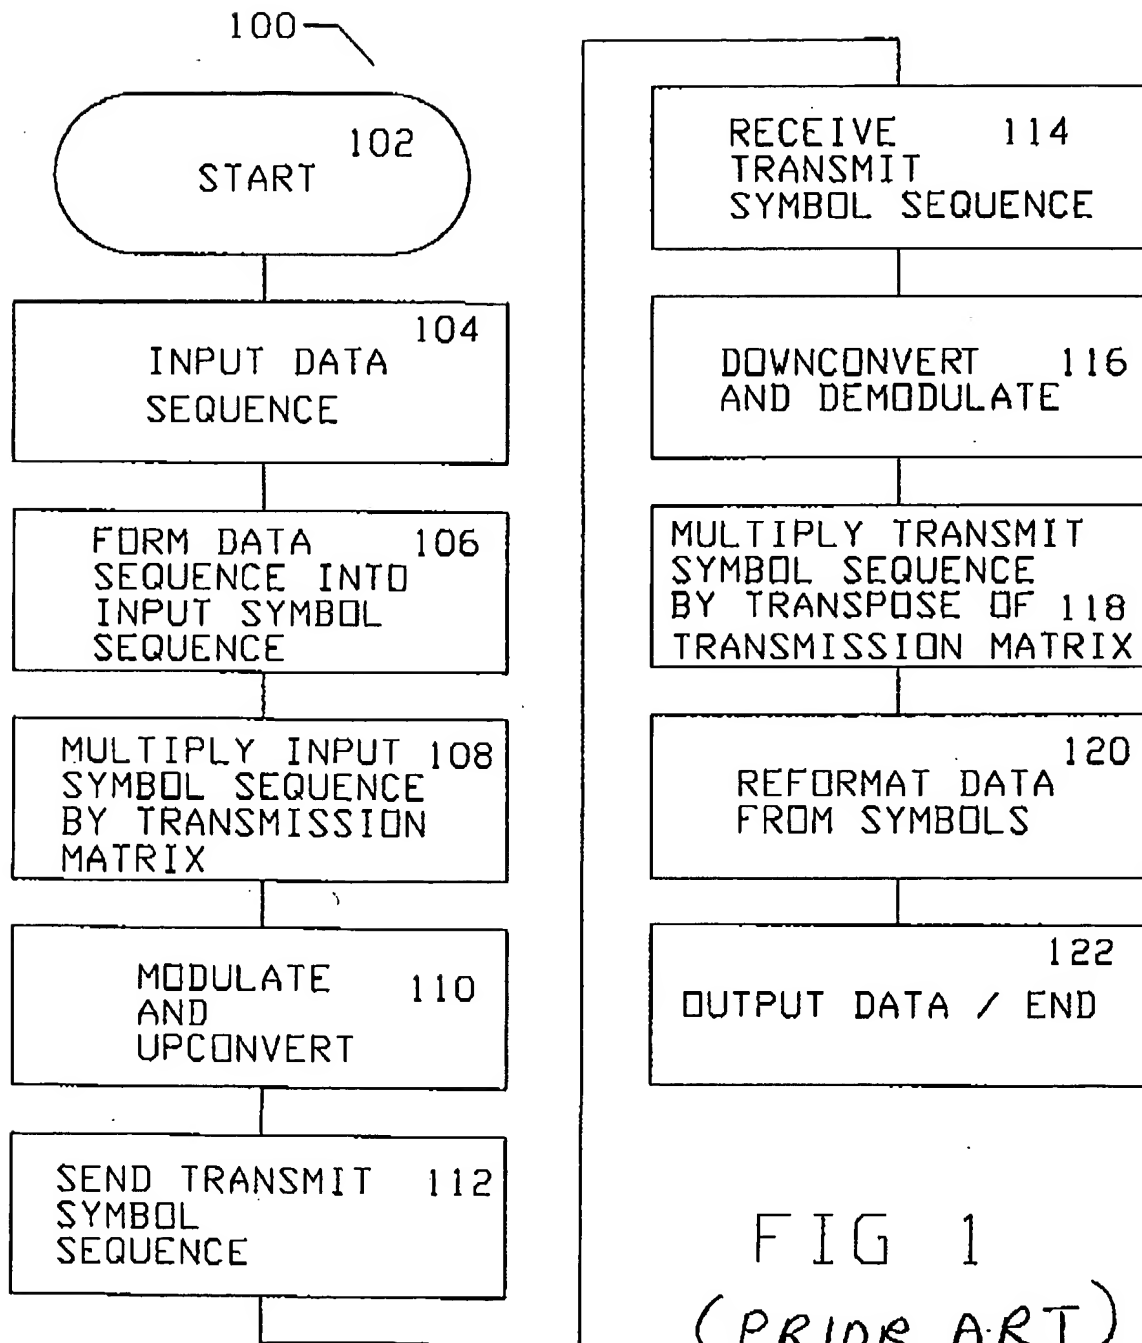 100
START 102
104
INPUT DATA
SEQUENCE
FORM DATA 106
SEQUENCE INTO
INPUT SYMBOL
SEQUENCE
MULTIPLY INPUT 108
SYMBOL SEQUENCE
BY TRANSMISSION
MATRIX
MODULATE 110
AND
UPCONVERT
SEND TRANSMIT 112
SYMBOL
SEQUENCE
RECEIVE 114
TRANSMIT
SYMBOL SEQUENCE
DOWNCONVERT 116
AND DEMODULATE
MULTIPLY TRANSMIT
SYMBOL SEQUENCE
BY TRANSPOSE OF 118
TRANSMISSION MATRIX
120
REFORMAT DATA
FROM SYMBOLS
122
OUTPUT DATA / END
FIG 1
(PRIOR ART)